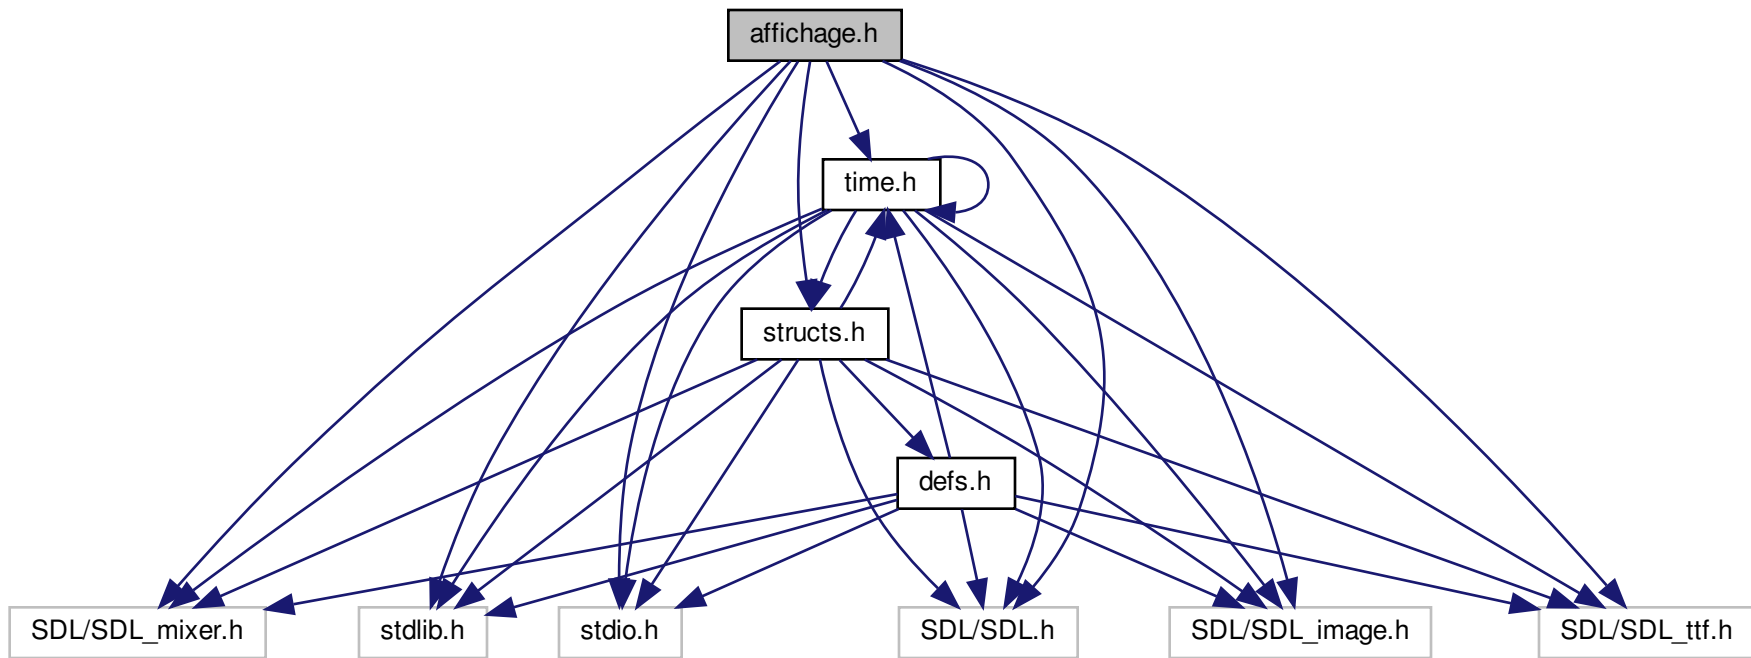 affichage.h
time.h
structs.h
defs.h
SDL/SDL_mixer.h
stdlib.h
stdio.h
SDL/SDL.h
SDL/SDL_image.h
SDL/SDL_ttf.h